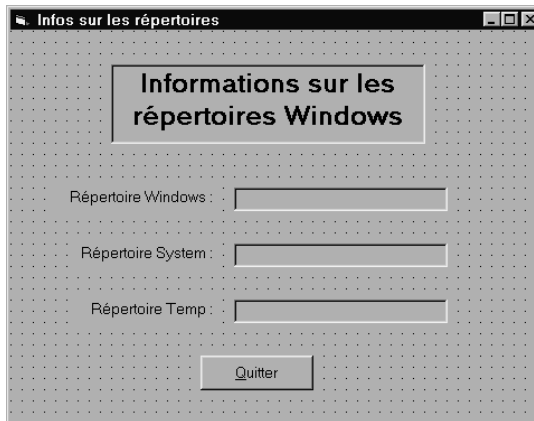 Infos sur les répertoires
Informations sur les
répertoires Windows
Répertoire Windows :
Répertoire System :
Répertoire Temp :
Quitter